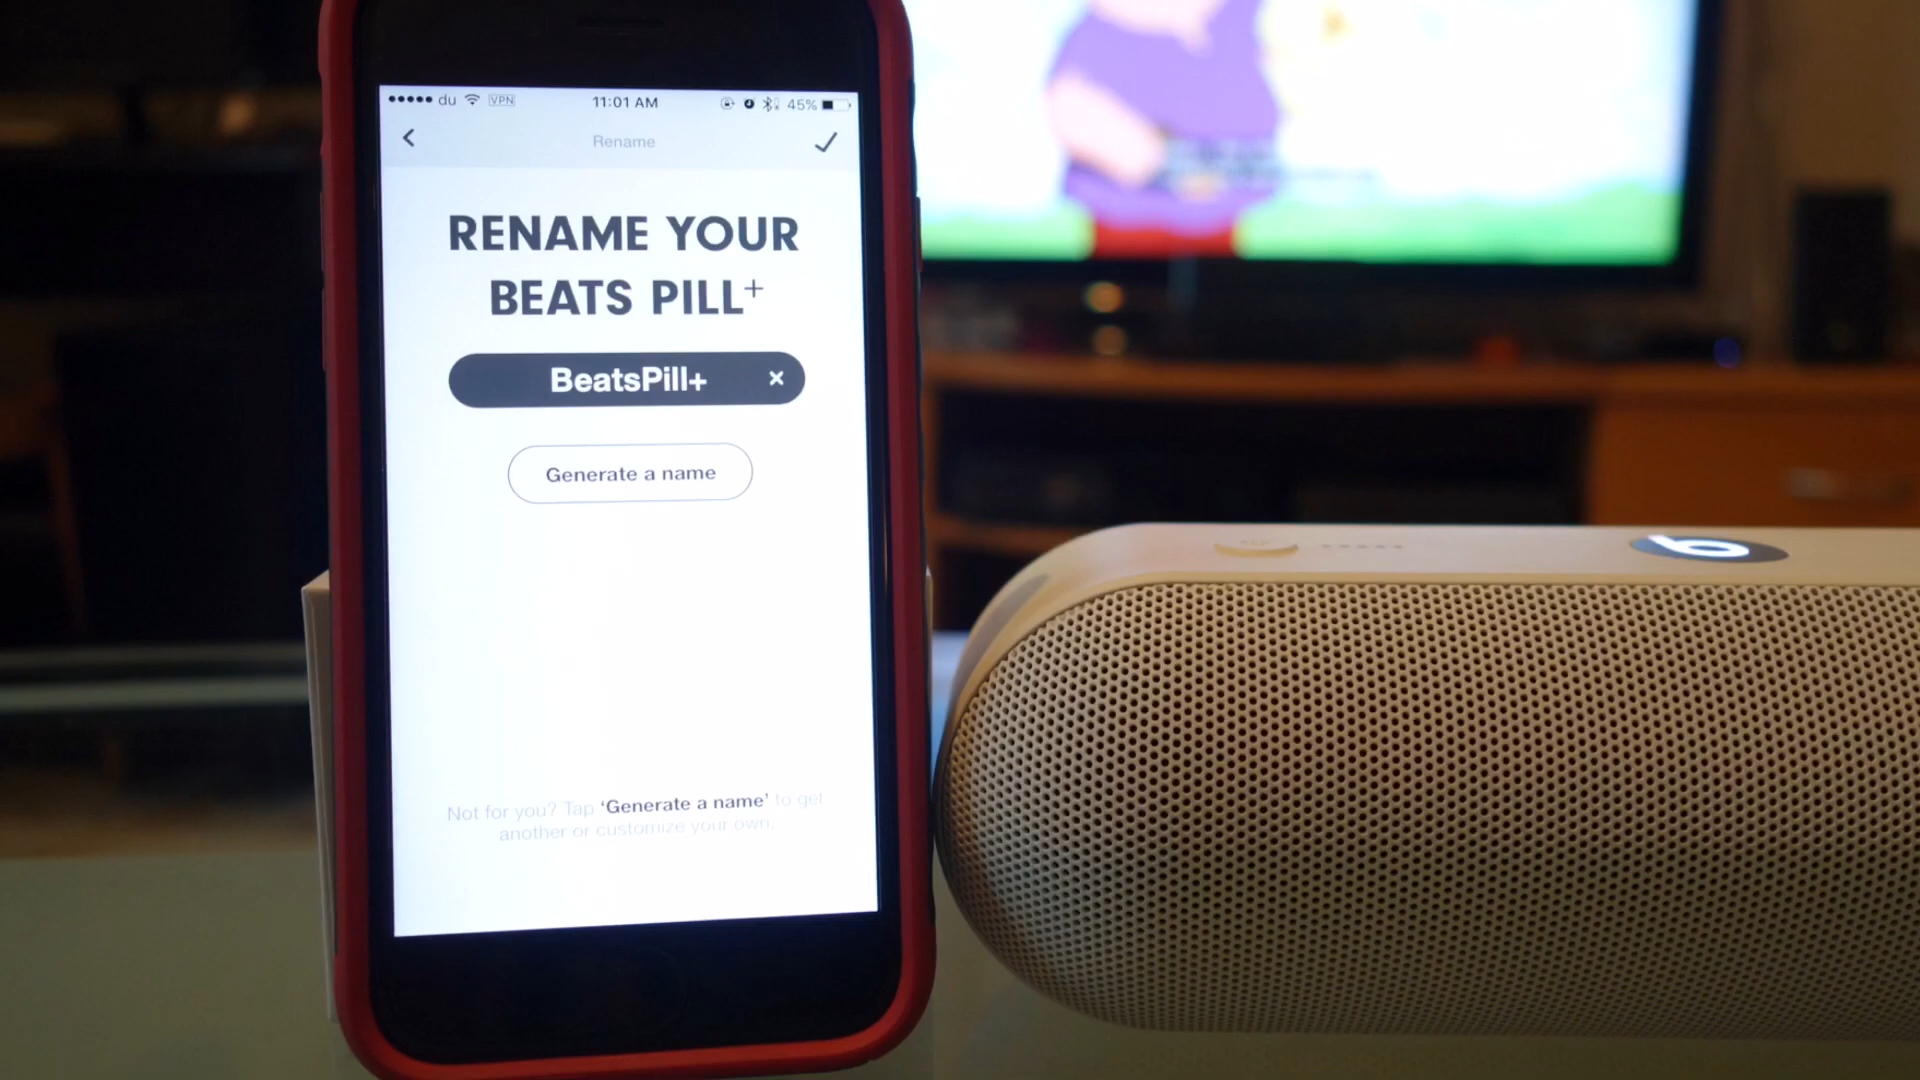 du VPN 11:01 AM 45%
Rename
RENAME YOUR
BEATS PILL+
BeatsPill+ ×
Generate a name
Not for you? Tap ‘Generate a name’ to get
another or customize your own.
b